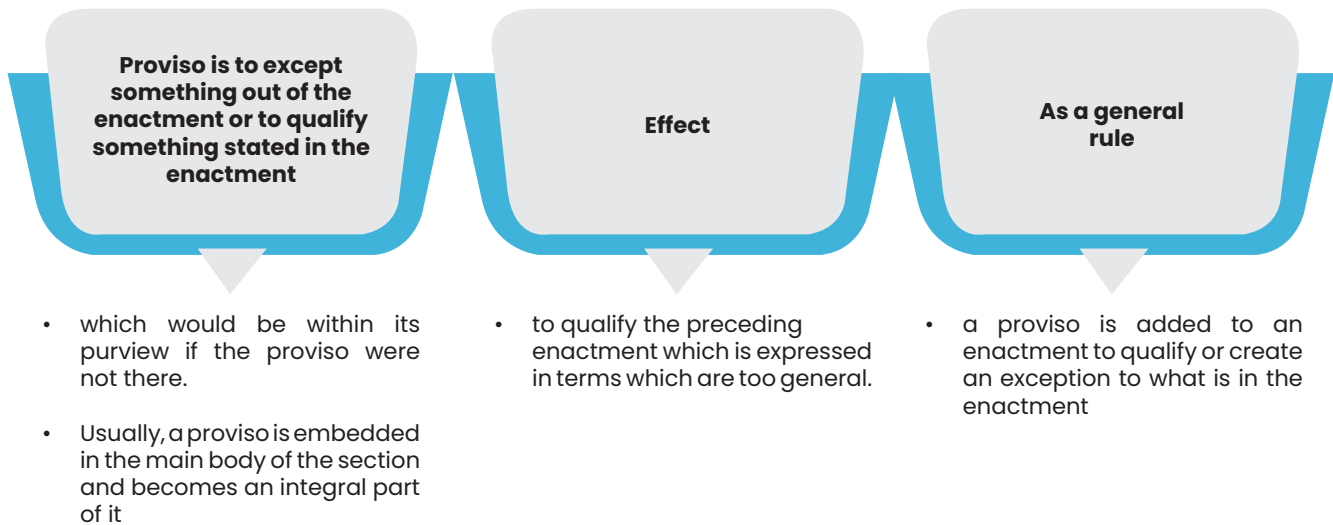 Proviso is to except
something out of the
enactment or to qualify
something stated in the
enactment
• which would be within its
purview if the proviso were
not there.
• Usually, a proviso is embedded
in the main body of the section
and becomes an integral part
of it
Effect
• to qualify the preceding
enactment which is expressed
in terms which are too general.
As a general
rule
• a proviso is added to an
enactment to qualify or create
an exception to what is in the
enactment